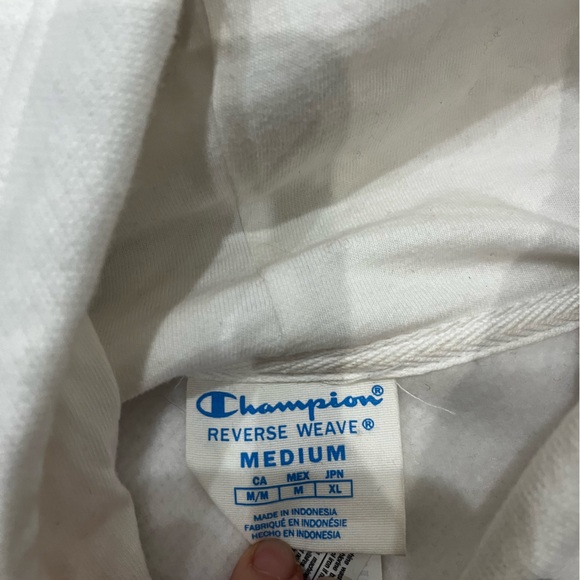 Champion®
REVERSE WEAVE®
MEDIUM
CA MEX JPN
M/M M XL
MADE IN INDONESIA
FABRIQUÉ EN INDONÉSIE
HECHO EN INDONESIA